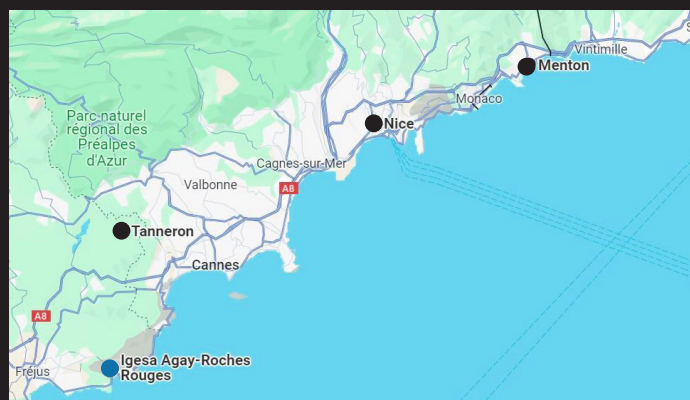 Vintimille
Menton
Monaco
Parc naturel
régional des
Préalpes
d'Azur
Nice
Cagnes-sur-Mer
Valbonne
A8
Tanneron
Cannes
A8
Igesa Agay-Roches
Rouges
Fréjus